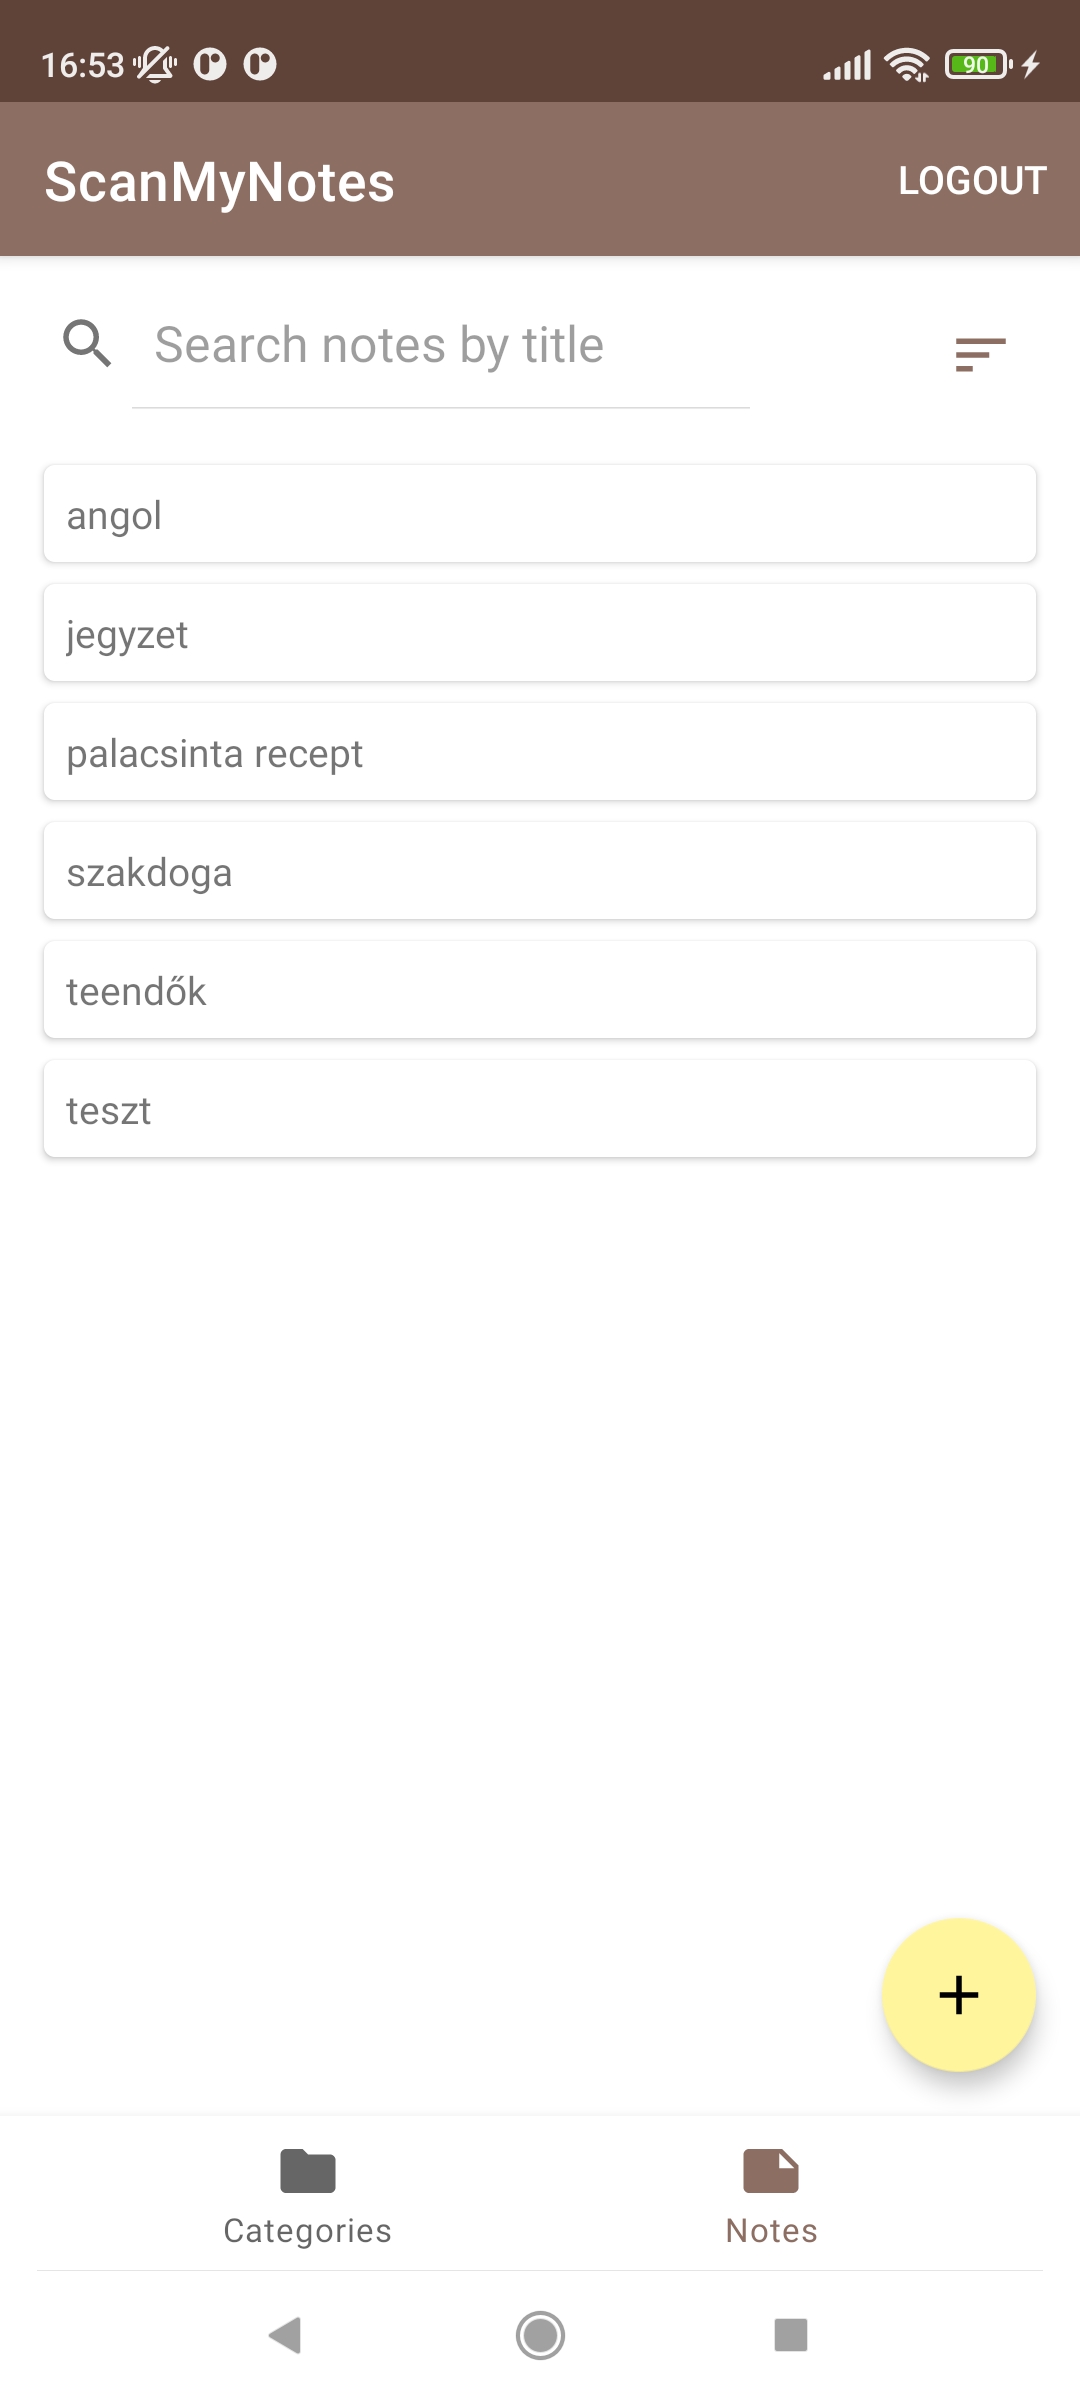 16:53
90
ScanMyNotes LOGOUT
Search notes by title
angol
jegyzet
palacsinta recept
szakdoga
teendők
teszt
Categories Notes